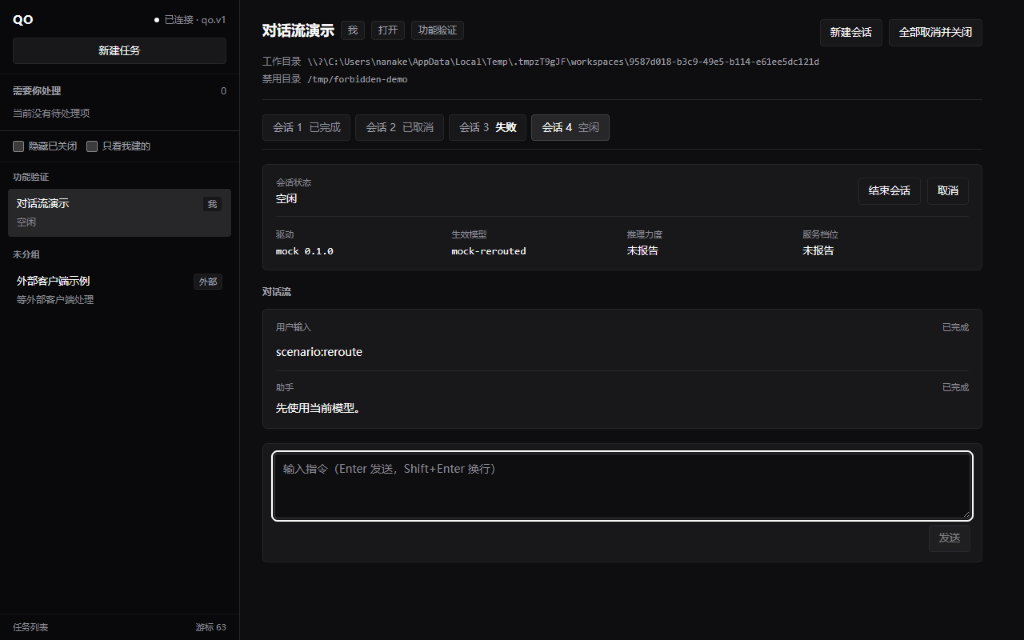 QO
已连接 · qo.v1
新建任务
需要你处理
0
当前没有待处理项
隐藏已关闭
只看我建的
功能验证
对话流演示
我
空闲
未分组
外部客户端示例
外部
等外部客户端处理
任务列表
游标 63
对话流演示
我
打开
功能验证
新建会话
全部取消并关闭
工作目录 \\?\C:\Users\nanake\AppData\Local\Temp\.tmpzT9gJF\workspaces\9587d018-b3c9-49e5-b114-e61ee5dc121d
禁用目录 /tmp/forbidden-demo
会话 1 已完成
会话 2 已取消
会话 3 失败
会话 4 空闲
会话状态
空闲
结束会话
取消
驱动
生效模型
推理力度
服务档位
mock 0.1.0
mock-rerouted
未报告
未报告
对话流
用户输入
已完成
scenario:reroute
助手
已完成
先使用当前模型。
输入指令（Enter 发送，Shift+Enter 换行）
发送